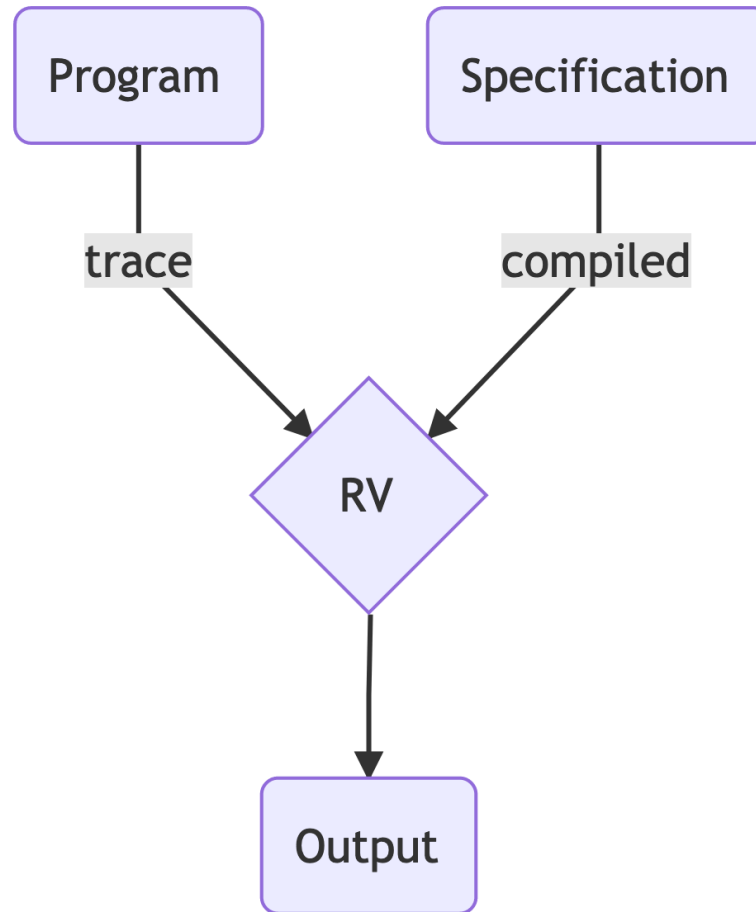 Program
Specification
trace
compiled
RV
Output